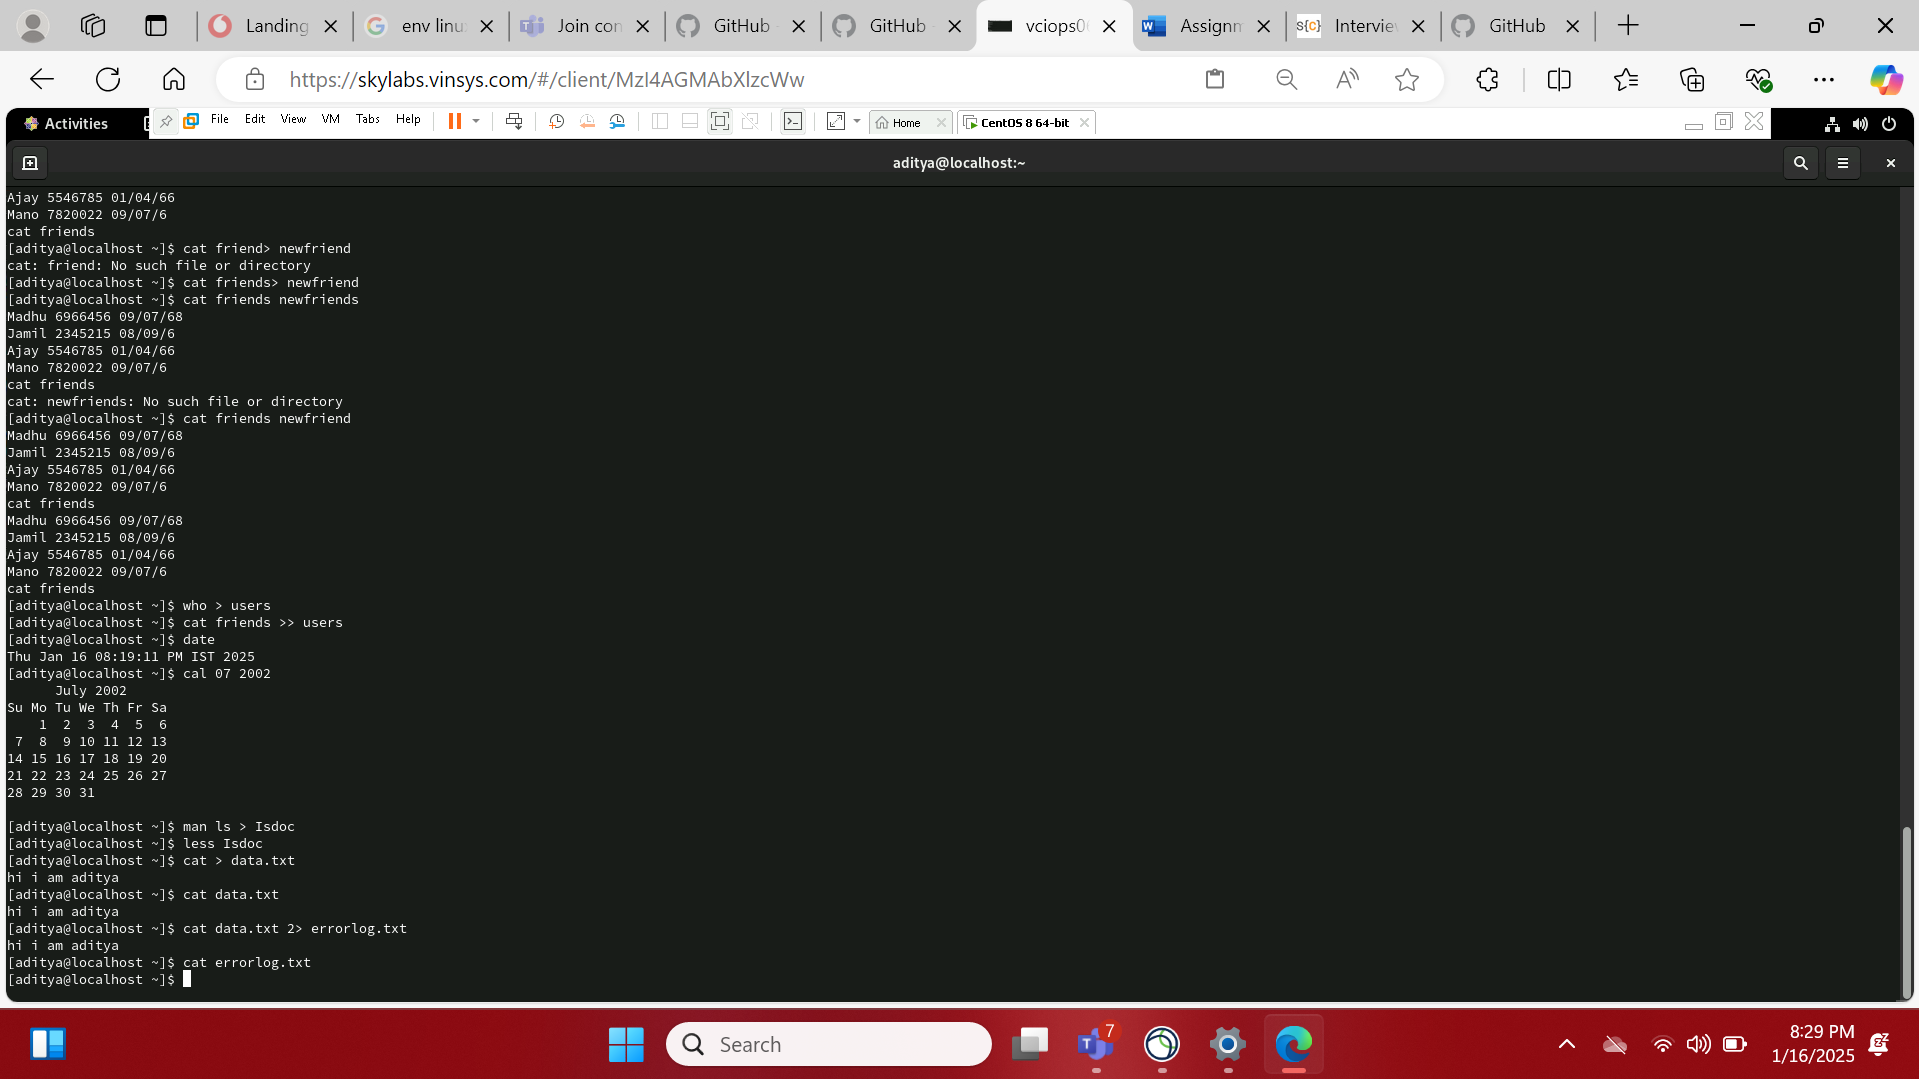 Landing
env linu
Join con
GitHub
GitHub
vciops0
Assignm
S{C}
Interview
GitHub
https://skylabs.vinsys.com/#/client/MzI4AGMAbXlzcWw
Activities
File Edit View VM Tabs Help
Home
CentOS 8 64-bit
aditya@localhost:~
Ajay 5546785 01/04/66
Mano 7820022 09/07/6
cat friends
[aditya@localhost ~]$ cat friend> newfriend
cat: friend: No such file or directory
[aditya@localhost ~]$ cat friends> newfriend
[aditya@localhost ~]$ cat friends newfriends
Madhu 6966456 09/07/68
Jamil 2345215 08/09/6
Ajay 5546785 01/04/66
Mano 7820022 09/07/6
cat friends
cat: newfriends: No such file or directory
[aditya@localhost ~]$ cat friends newfriend
Madhu 6966456 09/07/68
Jamil 2345215 08/09/6
Ajay 5546785 01/04/66
Mano 7820022 09/07/6
cat friends
Madhu 6966456 09/07/68
Jamil 2345215 08/09/6
Ajay 5546785 01/04/66
Mano 7820022 09/07/6
cat friends
[aditya@localhost ~]$ who > users
[aditya@localhost ~]$ cat friends >> users
[aditya@localhost ~]$ date
Thu Jan 16 08:19:11 PM IST 2025
[aditya@localhost ~]$ cal 07 2002
      July 2002
Su Mo Tu We Th Fr Sa
    1  2  3  4  5  6
 7  8  9 10 11 12 13
14 15 16 17 18 19 20
21 22 23 24 25 26 27
28 29 30 31
[aditya@localhost ~]$ man ls > Isdoc
[aditya@localhost ~]$ less Isdoc
[aditya@localhost ~]$ cat > data.txt
hi i am aditya
[aditya@localhost ~]$ cat data.txt
hi i am aditya
[aditya@localhost ~]$ cat data.txt 2> errorlog.txt
hi i am aditya
[aditya@localhost ~]$ cat errorlog.txt
[aditya@localhost ~]$
Search
7
8:29 PM
1/16/2025